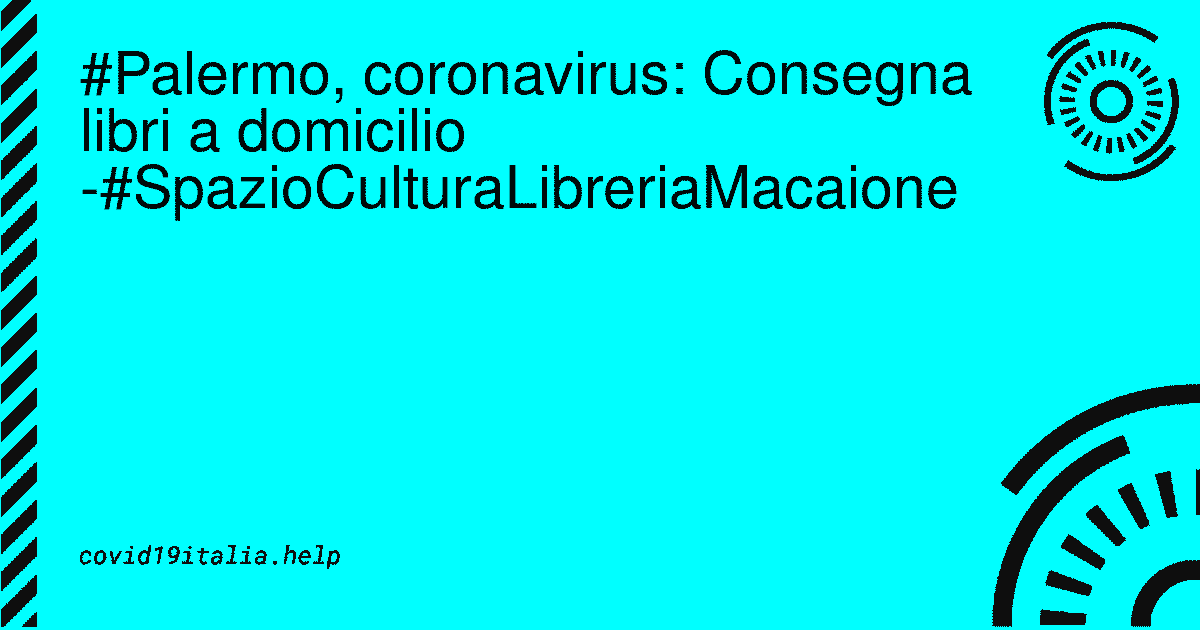 #Palermo, coronavirus: Consegna
libri a domicilio
-#SpazioCulturaLibreriaMacaione
covid19italia.help